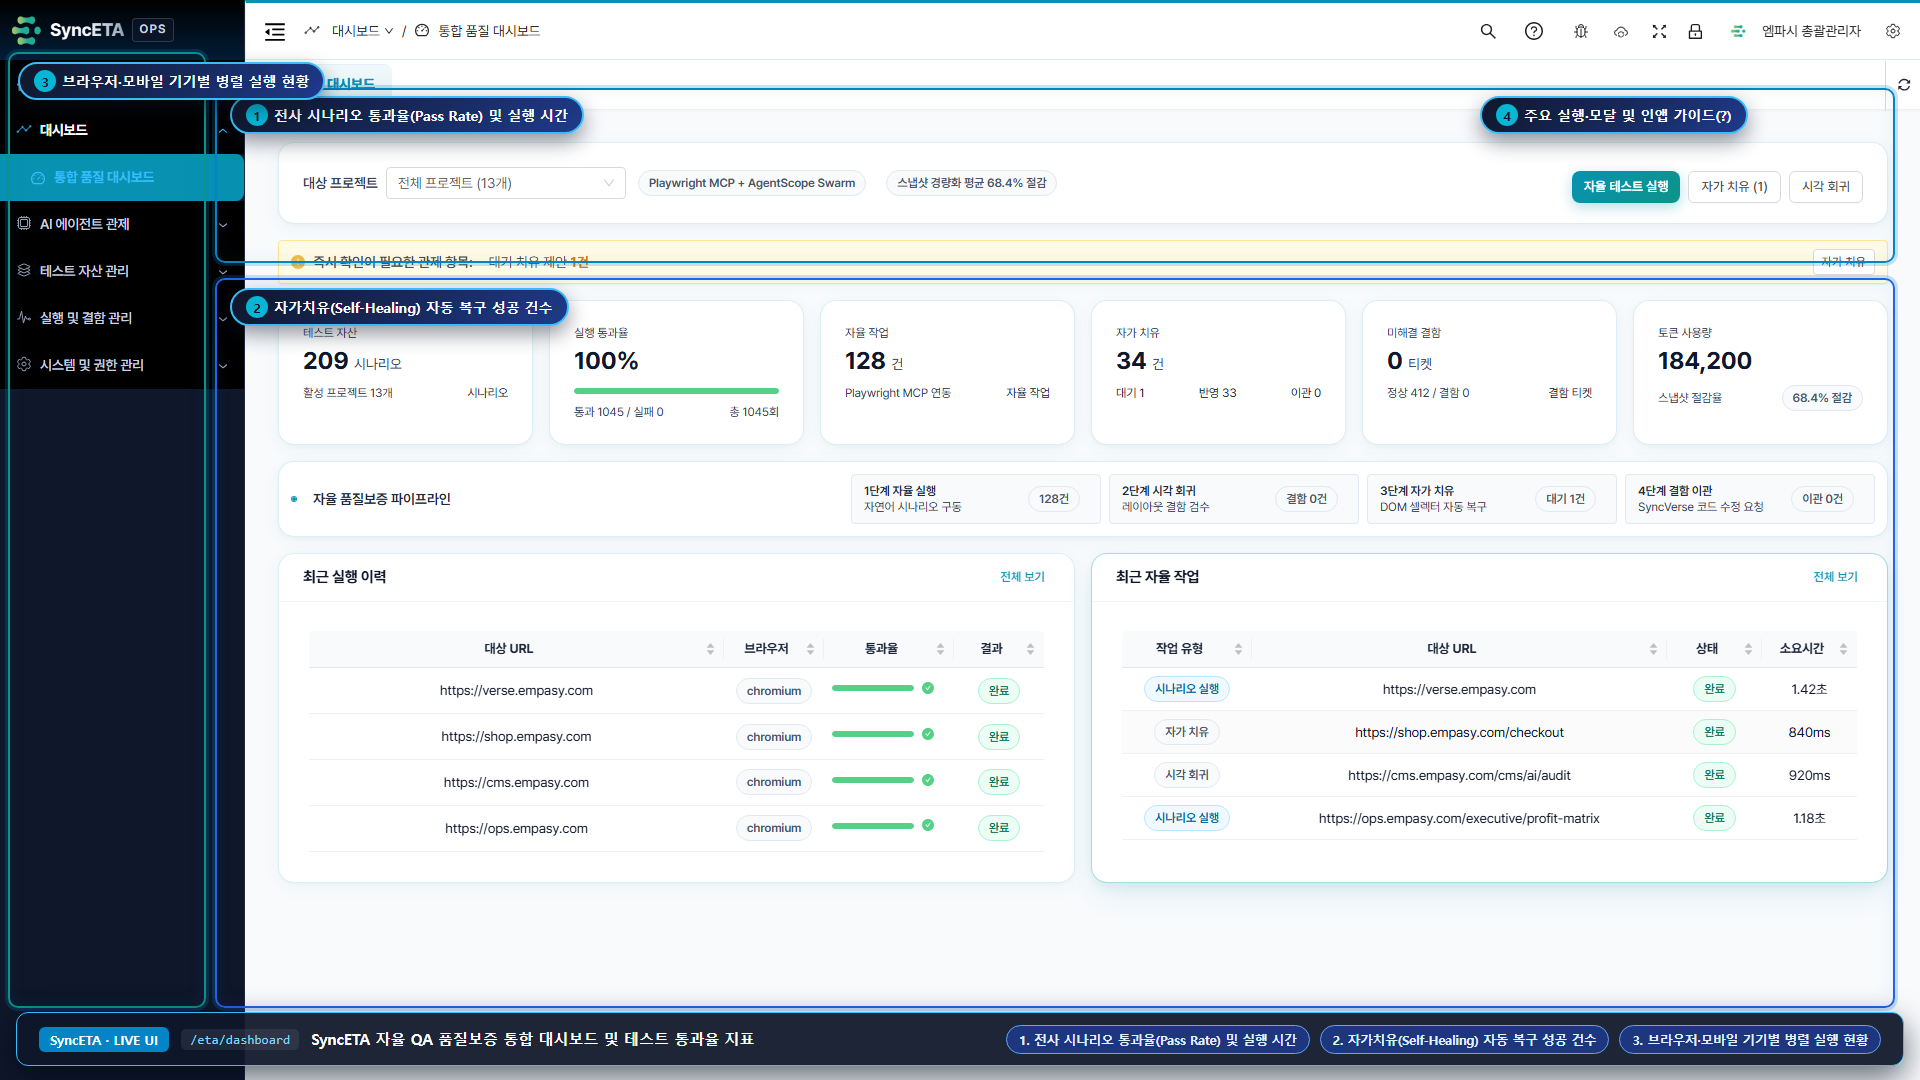 SyncETA OPS
대시보드 / 통합 품질 대시보드
엠파시 총괄관리자
3 브라우저·모바일 기기별 병렬 실행 현황
대시보드
1 전사 시나리오 통과율(Pass Rate) 및 실행 시간
4 주요 실행·모달 및 인앱 가이드(?)
대시보드
통합 품질 대시보드
AI 에이전트 관제
테스트 자산 관리
실행 및 결함 관리
시스템 및 권한 관리
대상 프로젝트
전체 프로젝트 (13개)
Playwright MCP + AgentScope Swarm
스냅샷 경량화 평균 68.4% 절감
자율 테스트 실행
자가 치유 (1)
시각 회귀
즉시 확인이 필요한 관제 항목: 대기 치유 제안 1건
자가 치유
2 자가치유(Self-Healing) 자동 복구 성공 건수
테스트 자산
209 시나리오
활성 프로젝트 13개 시나리오
실행 통과율
100%
통과 1045 / 실패 0 총 1045회
자율 작업
128 건
Playwright MCP 연동 자율 작업
자가 치유
34 건
대기 1 반영 33 이관 0
미해결 결함
0 티켓
정상 412 / 결함 0 결함 티켓
토큰 사용량
184,200
스냅샷 절감율 68.4% 절감
자율 품질보증 파이프라인
1단계 자율 실행
자연어 시나리오 구동
128건
2단계 시각 회귀
레이아웃 결함 검수
결함 0건
3단계 자가 치유
DOM 셀렉터 자동 복구
대기 1건
4단계 결함 이관
SyncVerse 코드 수정 요청
이관 0건
최근 실행 이력 전체 보기
대상 URL 브라우저 통과율 결과
https://verse.empasy.com chromium 완료
https://shop.empasy.com chromium 완료
https://cms.empasy.com chromium 완료
https://ops.empasy.com chromium 완료
최근 자율 작업 전체 보기
작업 유형 대상 URL 상태 소요시간
시나리오 실행 https://verse.empasy.com 완료 1.42초
자가 치유 https://shop.empasy.com/checkout 완료 840ms
시각 회귀 https://cms.empasy.com/cms/ai/audit 완료 920ms
시나리오 실행 https://ops.empasy.com/executive/profit-matrix 완료 1.18초
SyncETA · LIVE UI
/eta/dashboard
SyncETA 자율 QA 품질보증 통합 대시보드 및 테스트 통과율 지표
1. 전사 시나리오 통과율(Pass Rate) 및 실행 시간
2. 자가치유(Self-Healing) 자동 복구 성공 건수
3. 브라우저·모바일 기기별 병렬 실행 현황